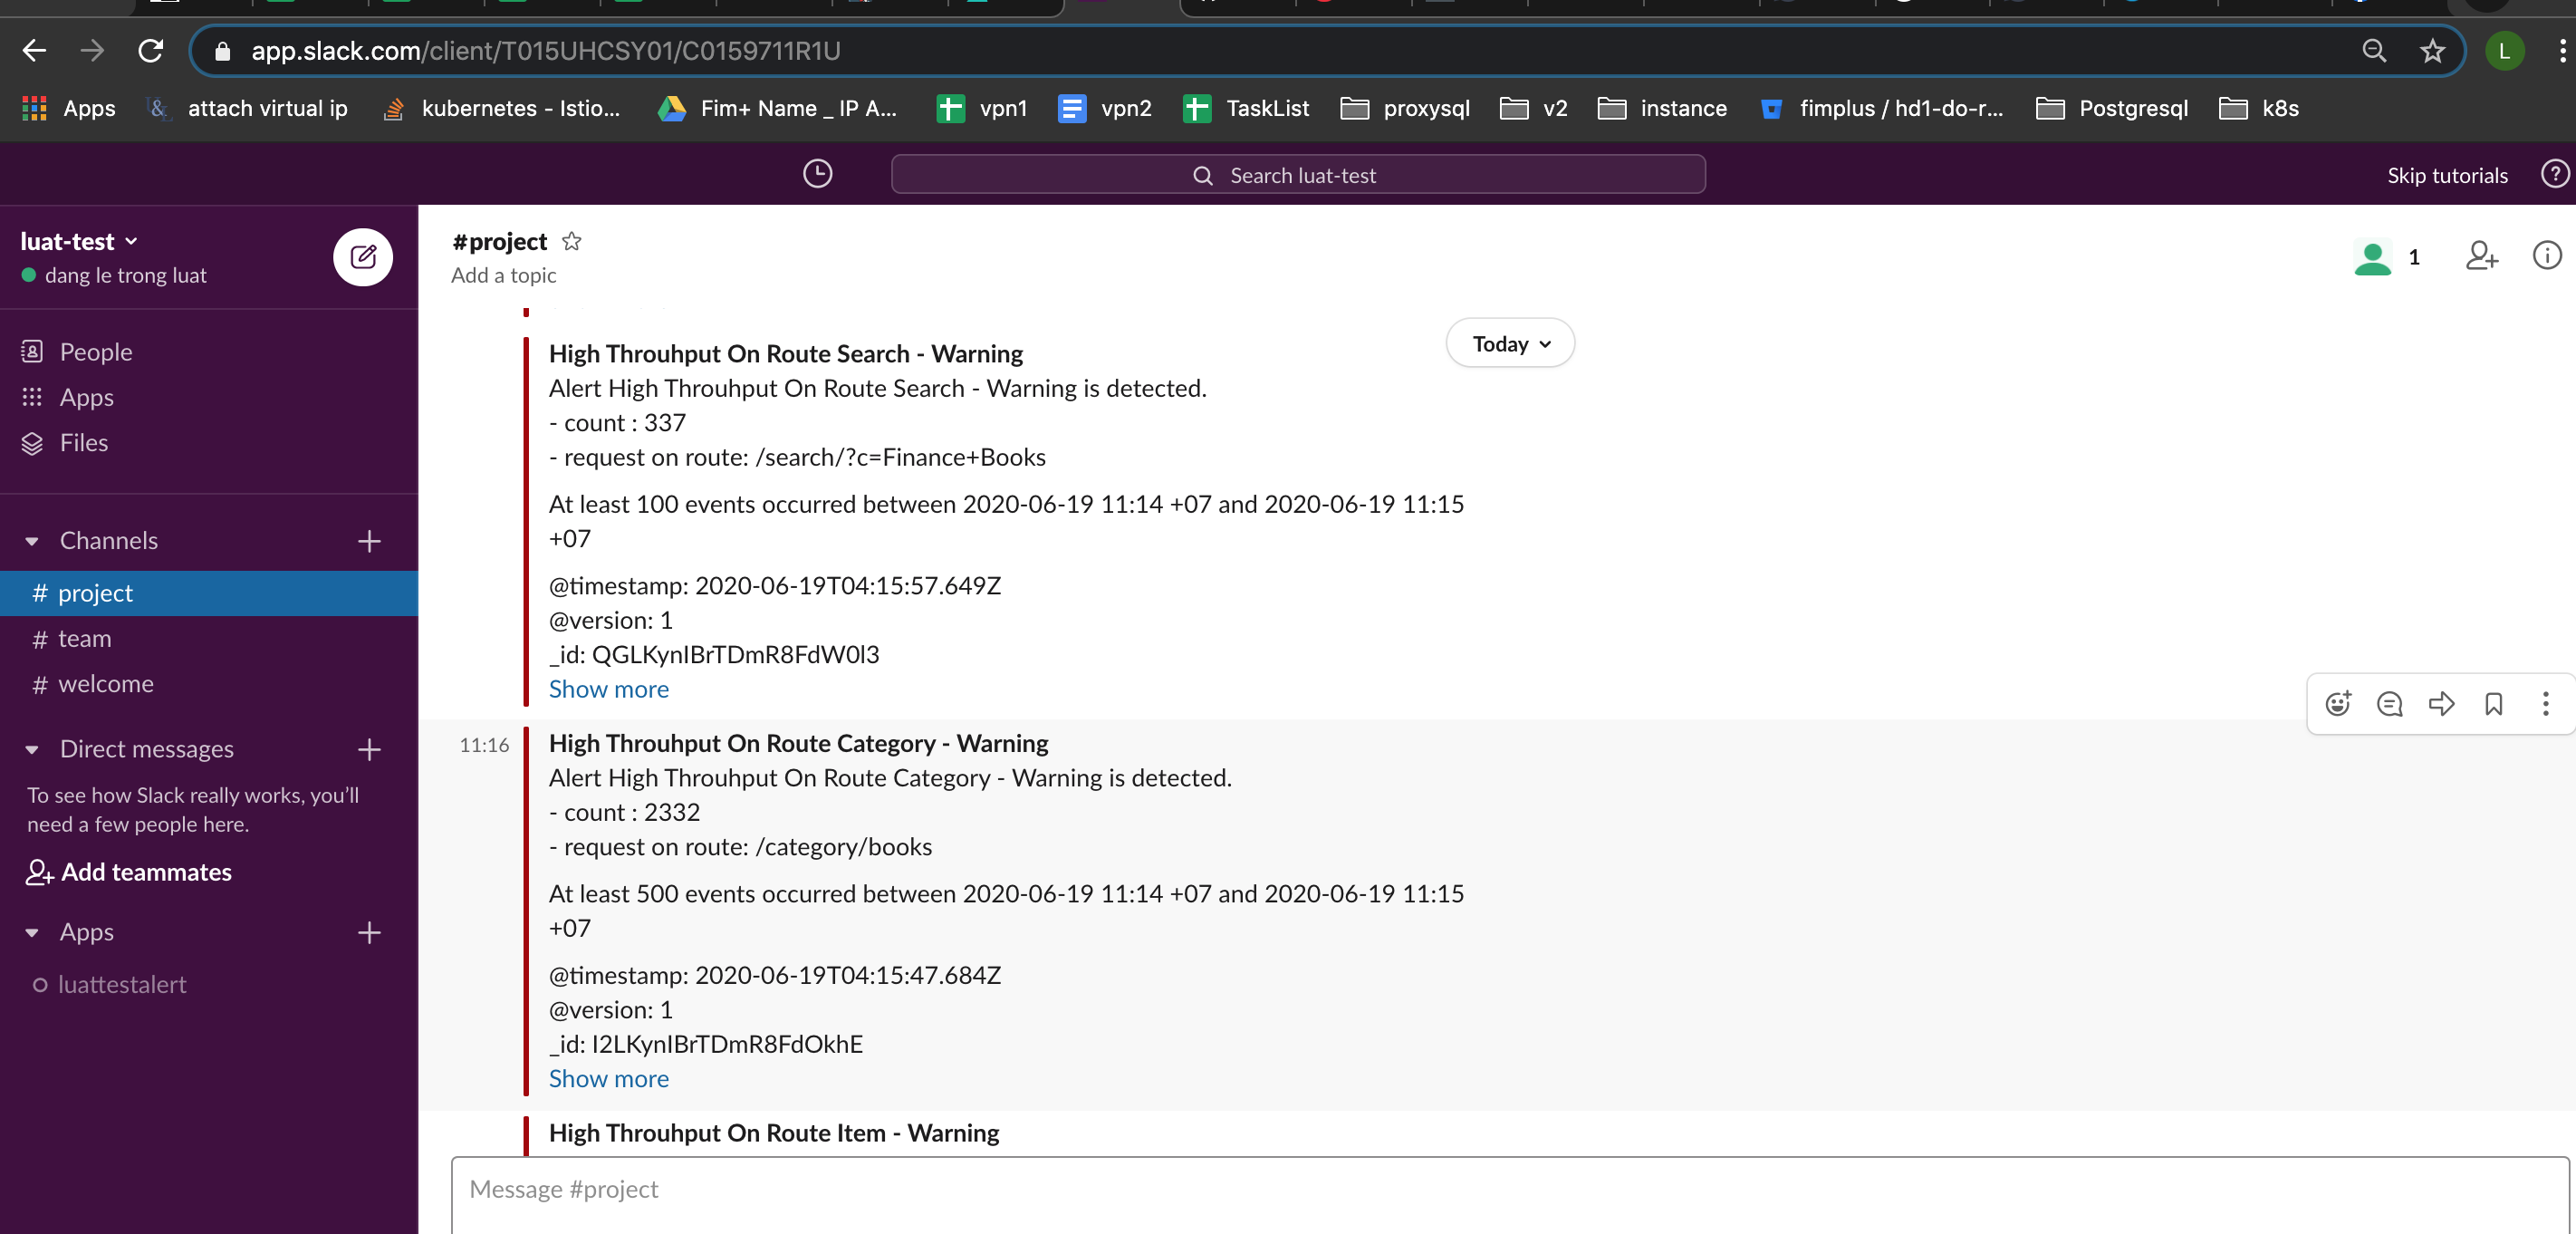 app.slack.com/client/T015UHCSY01/C0159711R1U
L
Apps
attach virtual ip
kubernetes - Istio...
Fim+ Name _ IP A...
vpn1
vpn2
TaskList
proxysql
v2
instance
fimplus / hd1-do-r...
Postgresql
k8s
Search luat-test
Skip tutorials
luat-test
dang le trong luat
People
Apps
Files
Channels
# project
# team
# welcome
Direct messages
To see how Slack really works, you’ll
need a few people here.
Add teammates
Apps
luattestalert
#project
Add a topic
1
Today
High Throuhput On Route Search - Warning
Alert High Throuhput On Route Search - Warning is detected.
- count : 337
- request on route: /search/?c=Finance+Books
At least 100 events occurred between 2020-06-19 11:14 +07 and 2020-06-19 11:15
+07
@timestamp: 2020-06-19T04:15:57.649Z
@version: 1
_id: QGLKynIBrTDmR8FdW0l3
Show more
11:16
High Throuhput On Route Category - Warning
Alert High Throuhput On Route Category - Warning is detected.
- count : 2332
- request on route: /category/books
At least 500 events occurred between 2020-06-19 11:14 +07 and 2020-06-19 11:15
+07
@timestamp: 2020-06-19T04:15:47.684Z
@version: 1
_id: I2LKynIBrTDmR8FdOkhE
Show more
High Throuhput On Route Item - Warning
Message #project